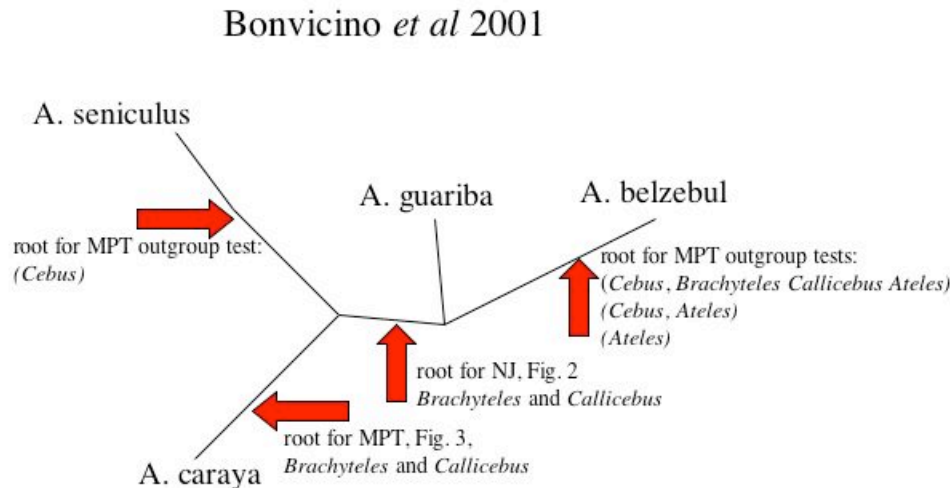 Bonvicino et al 2001
A. seniculus
A. guariba
A. belzebul
root for MPT outgroup test:
(Cebus)
root for MPT outgroup tests:
(Cebus, Brachyteles Callicebus Ateles)
(Cebus, Ateles)
(Ateles)
root for NJ, Fig. 2
Brachyteles and Callicebus
root for MPT, Fig. 3,
Brachyteles and Callicebus
A. caraya